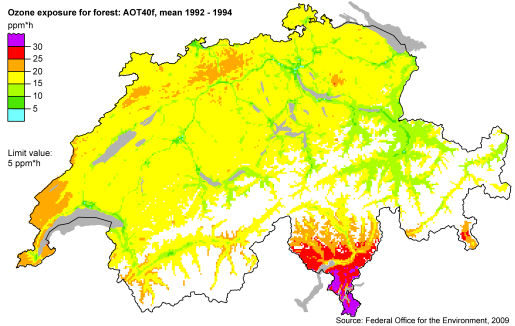 Ozone exposure for forest: AOT40f, mean 1992 - 1994
ppm*h
30
25
20
15
10
5
Limit value:
5 ppm*h
Source: Federal Office for the Environment, 2009